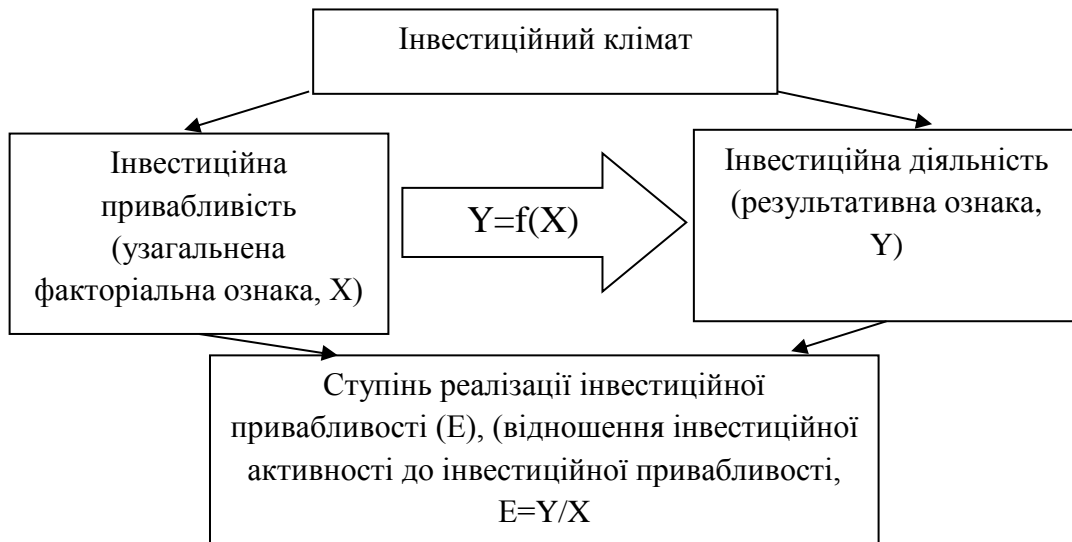 Інвестиційний клімат
Інвестиційна
привабливість
(узагальнена
факторіальна ознака, X)
Y=f(X)
Інвестиційна діяльність
(результативна ознака,
Y)
Ступінь реалізації інвестиційної
привабливості (Е), (відношення інвестиційної
активності до інвестиційної привабливості,
E=Y/X